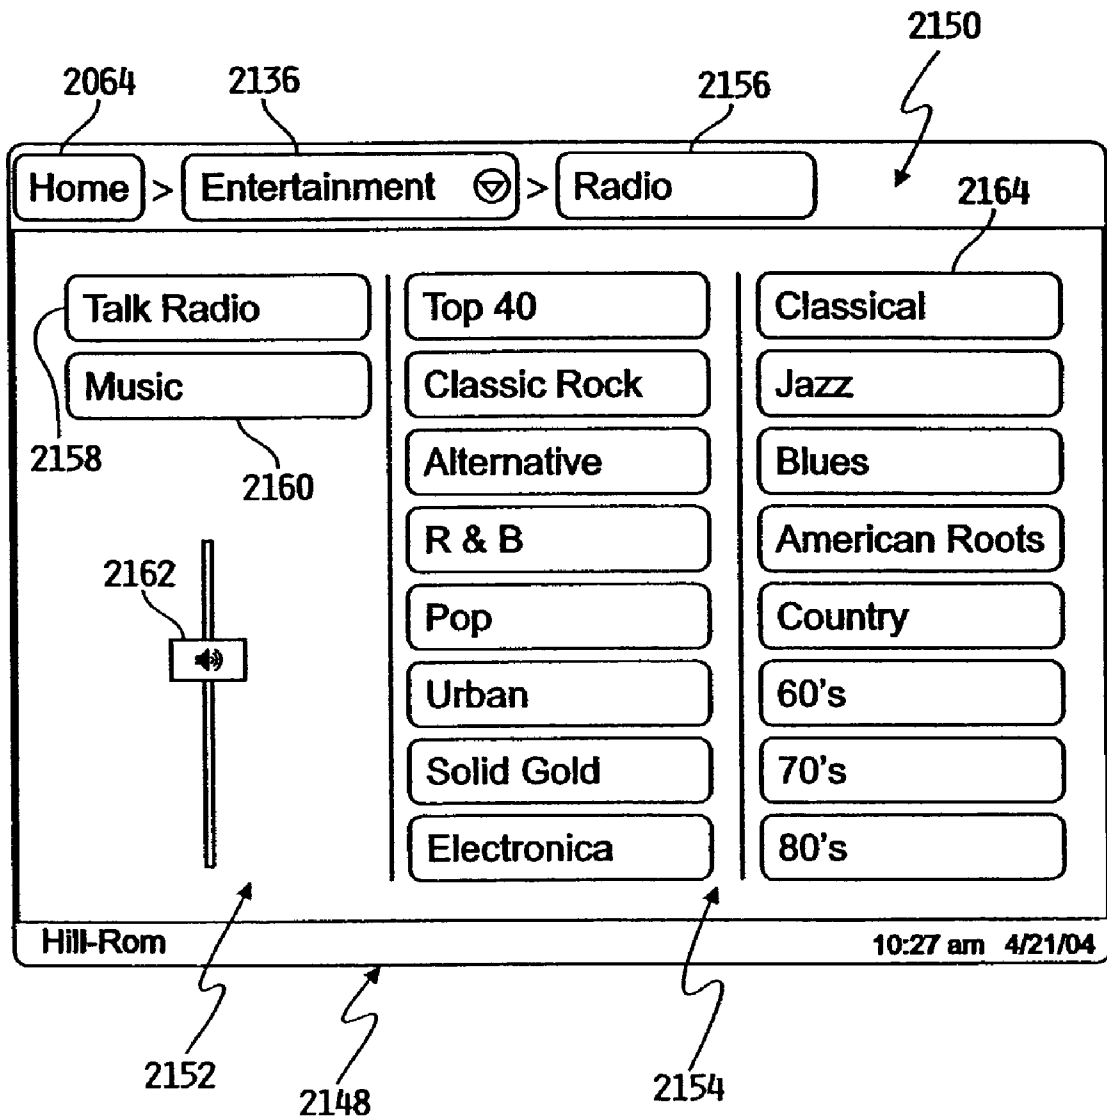 2150
2064 2136 2156
Home > Entertainment > Radio
2164
Talk Radio
Music
2158
2160
2162
Top 40
Classic Rock
Alternative
R & B
Pop
Urban
Solid Gold
Electronica
Classical
Jazz
Blues
American Roots
Country
60's
70's
80's
Hill-Rom 10:27 am 4/21/04
2152 2148 2154